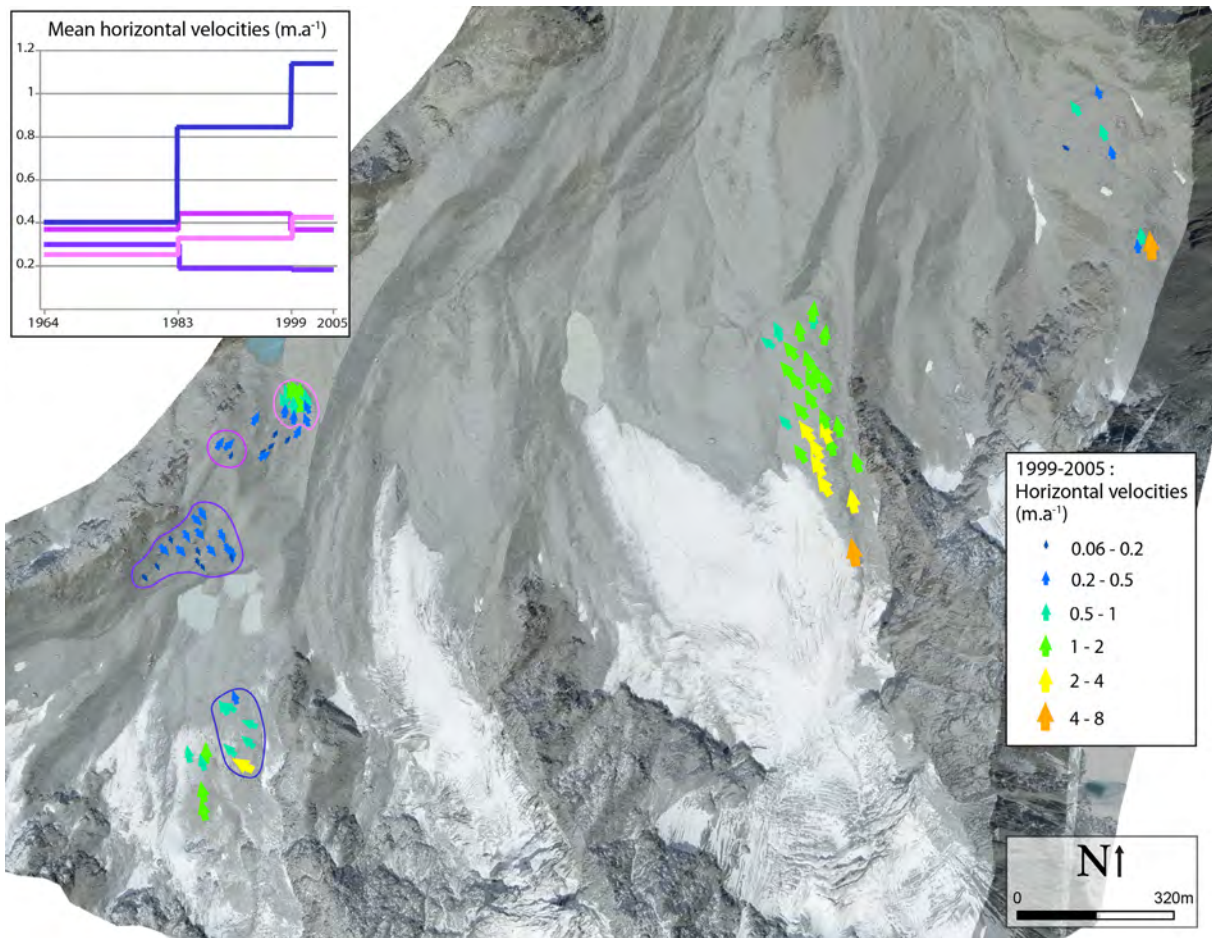 Mean horizontal velocities (m.a⁻¹)
1.2
1
0.8
0.6
0.4
0.2
1964 1983 1999 2005
1999-2005 :
Horizontal velocities
(m.a⁻¹)
0.06 - 0.2
0.2 - 0.5
0.5 - 1
1 - 2
2 - 4
4 - 8
N
0 320m